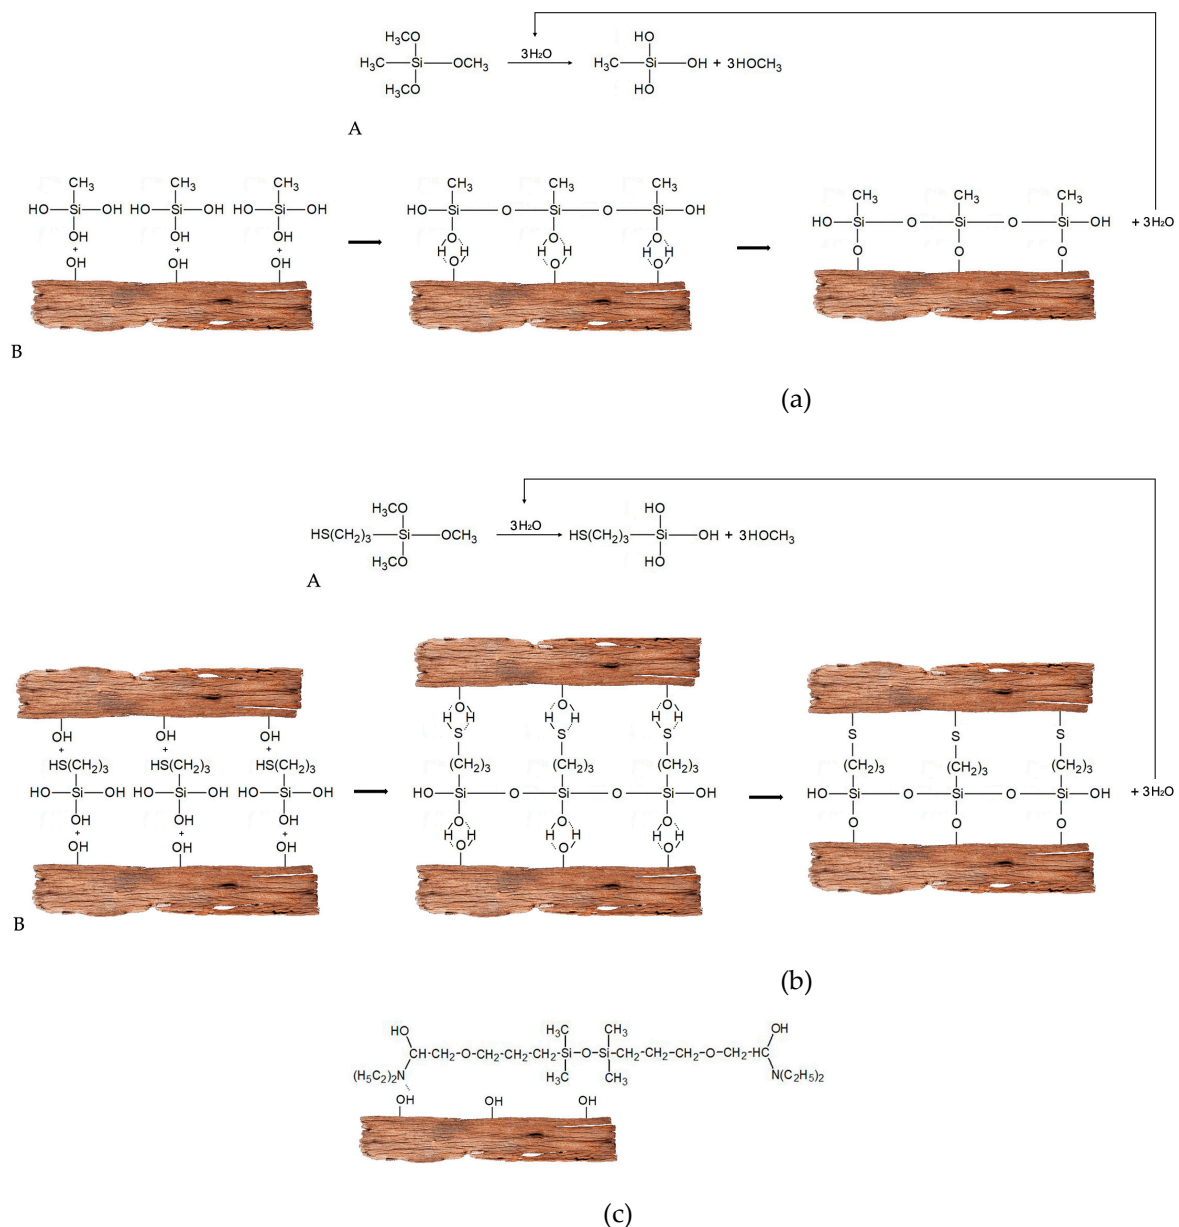 H₃CO
H₃C—Si—OCH₃
H₃CO
3H₂O
HO
H₃C—Si—OH + 3HOCH₃
HO
A
CH₃ CH₃ CH₃
HO—Si—OH HO—Si—OH HO—Si—OH
OH OH OH
+ + +
OH OH OH
CH₃ CH₃ CH₃
HO—Si—O—Si—O—Si—OH
O O O
H H H H H H
O O O
CH₃ CH₃ CH₃
HO—Si—O—Si—O—Si—OH + 3H₂O
O O O
B
(a)
H₃CO
HS(CH₂)₃—Si—OCH₃
H₃CO
3H₂O
HO
HS(CH₂)₃—Si—OH + 3HOCH₃
HO
A
OH OH OH
+ + +
HS(CH₂)₃ HS(CH₂)₃ HS(CH₂)₃
HO—Si—OH HO—Si—OH HO—Si—OH
OH OH OH
+ + +
OH OH OH
O O O
H H H H H H
S S S
(CH₂)₃ (CH₂)₃ (CH₂)₃
HO—Si—O—Si—O—Si—OH
O O O
H H H H H H
O O O
S S S
(CH₂)₃ (CH₂)₃ (CH₂)₃
HO—Si—O—Si—O—Si—OH + 3H₂O
O O O
B
(b)
HO H₃C CH₃ OH
CH-CH₂-O-CH₂-CH₂-CH₂-Si-O-Si-CH₂-CH₂-CH₂-O-CH₂-HC
(H₅C₂)₂N H₃C CH₃ N(C₂H₅)₂
OH OH OH
(c)